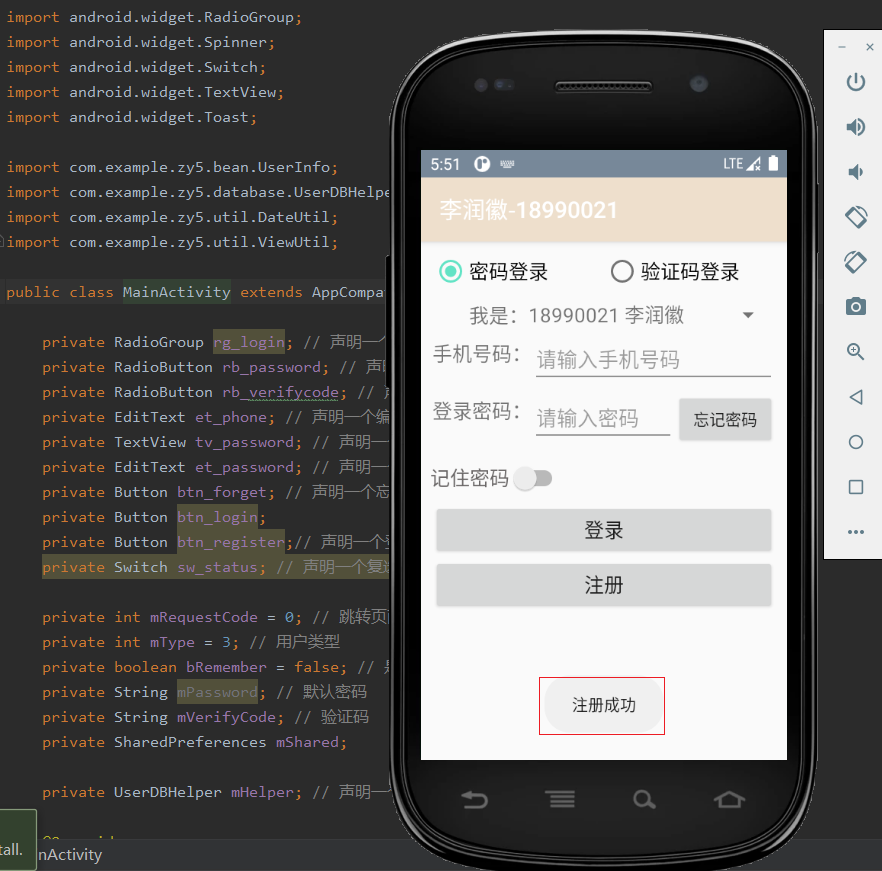 import android.widget.RadioGroup;
import android.widget.Spinner;
import android.widget.Switch;
import android.widget.TextView;
import android.widget.Toast;
import com.example.zy5.bean.UserInfo;
import com.example.zy5.database.UserDBHelpe
import com.example.zy5.util.DateUtil;
import com.example.zy5.util.ViewUtil;
public class MainActivity extends AppCompa
private RadioGroup rg_login; // 声明一个
private RadioButton rb_password; // 声明
private RadioButton rb_verifycode; // 声
private EditText et_phone; // 声明一个编
private TextView tv_password; // 声明一
private EditText et_password; // 声明一
private Button btn_forget; // 声明一个忘
private Button btn_login;
private Button btn_register;// 声明一个登
private Switch sw_status; // 声明一个复选
private int mRequestCode = 0; // 跳转页面
private int mType = 3; // 用户类型
private boolean bRemember = false; // 是
private String mPassword; // 默认密码
private String mVerifyCode; // 验证码
private SharedPreferences mShared;
private UserDBHelper mHelper; // 声明一个
tall.
nActivity
5:51
LTE
李润徽-18990021
密码登录
验证码登录
我是：18990021 李润徽
手机号码：
请输入手机号码
登录密码：
请输入密码
忘记密码
记住密码
登录
注册
注册成功